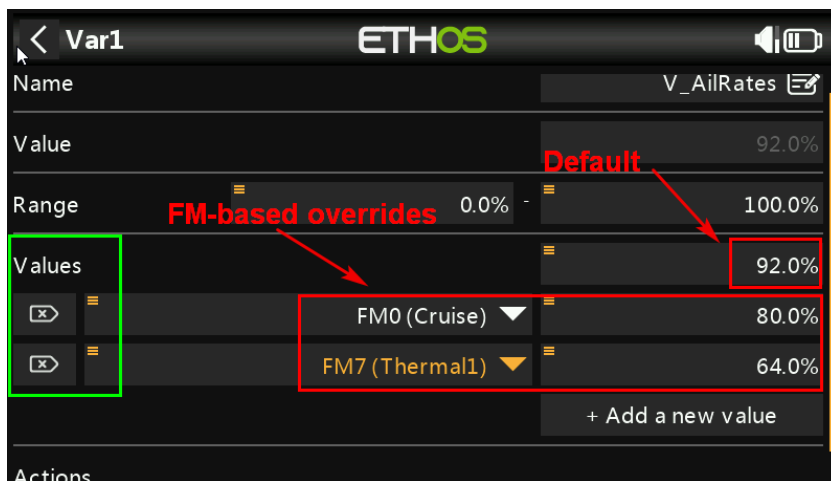 Var1 ETHOS
Name V_AilRates
Value 92.0%
Default
Range 0.0% - 100.0%
FM-based overrides
Values 92.0%
FM0 (Cruise) 80.0%
FM7 (Thermal1) 64.0%
+ Add a new value
Actions